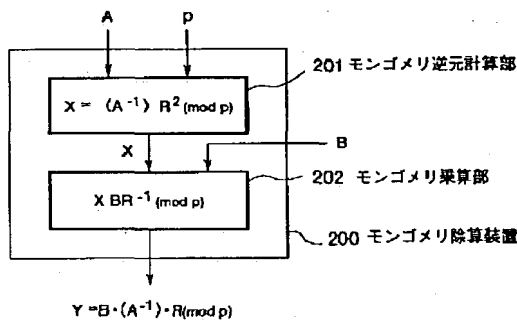 A
p
201 モンゴメリ逆元計算部
X = (A⁻¹) R² (mod p)
X
B
202 モンゴメリ乗算部
X BR⁻¹ (mod p)
200 モンゴメリ除算装置
Y = B・(A⁻¹)・R(mod p)